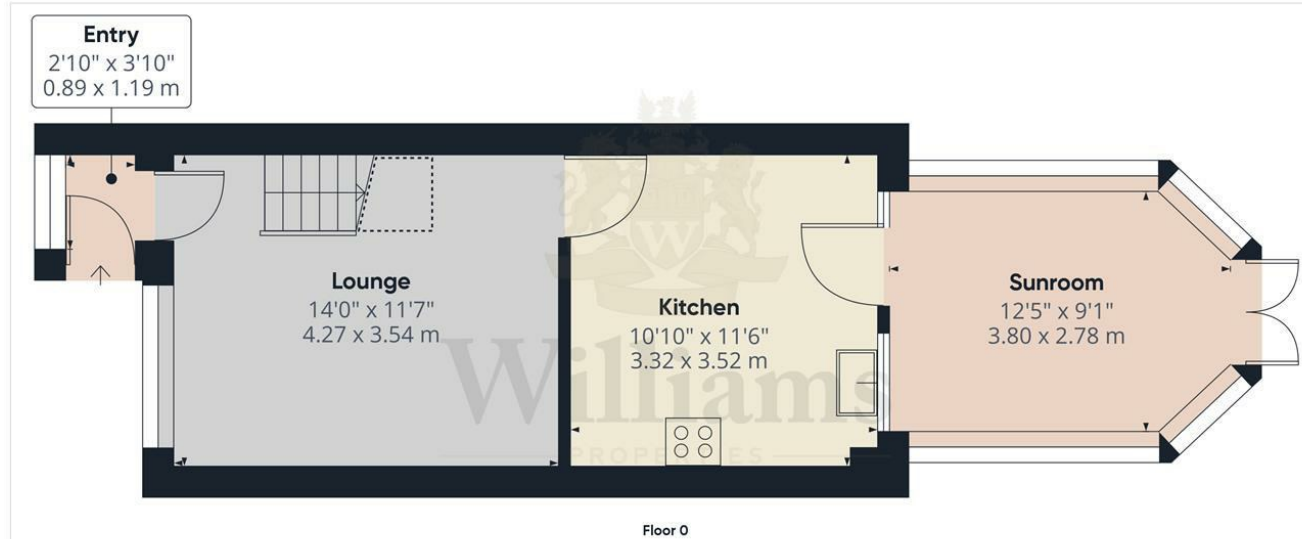 Entry
2'10" x 3'10"
0.89 x 1.19 m
Lounge
14'0" x 11'7"
4.27 x 3.54 m
Kitchen
10'10" x 11'6"
3.32 x 3.52 m
Sunroom
12'5" x 9'1"
3.80 x 2.78 m
W
Williams
PROPERTIES
Floor 0